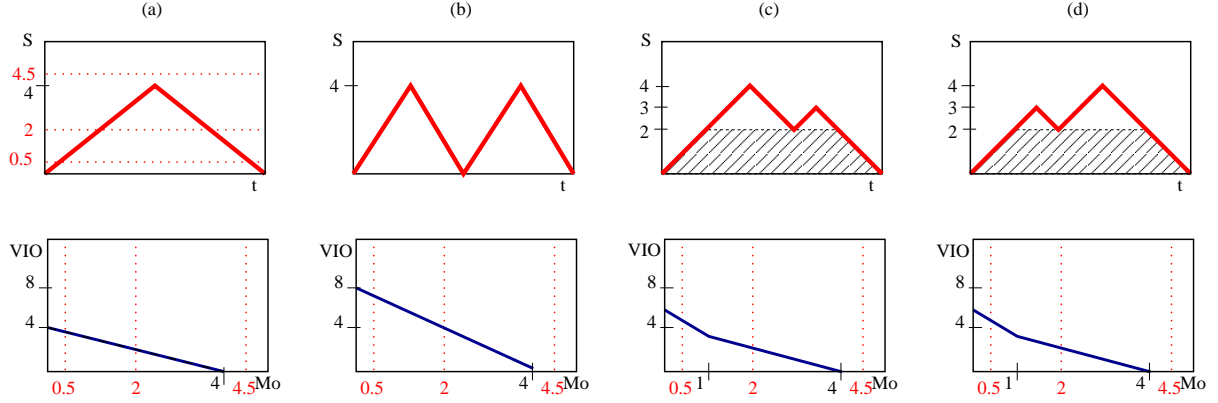 (a) (b) (c) (d)
S S S S
4.5
4 4 4 4
3 3
2 2 2
0.5
t t t t
VIO VIO VIO VIO
8 8 8 8
4 4 4 4
4 Mo 4 Mo 1 4 Mo 1 4 Mo
0.5 2 4.5 0.5 2 4.5 0.5 2 4.5 0.5 2 4.5